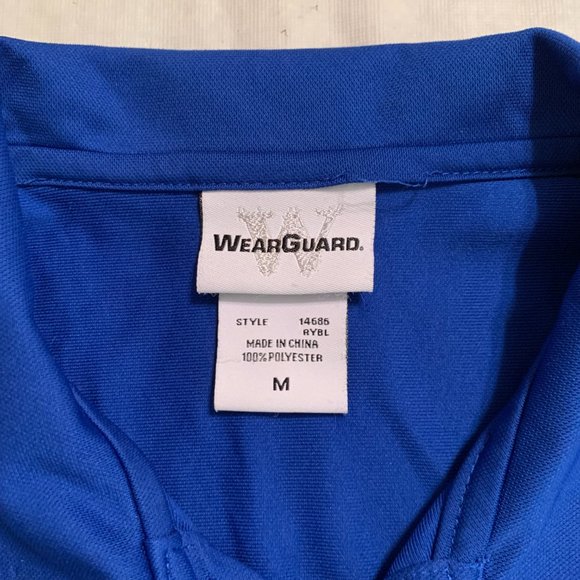 W
WEARGUARD®
STYLE 14686
RYBL
MADE IN CHINA
100% POLYESTER
M